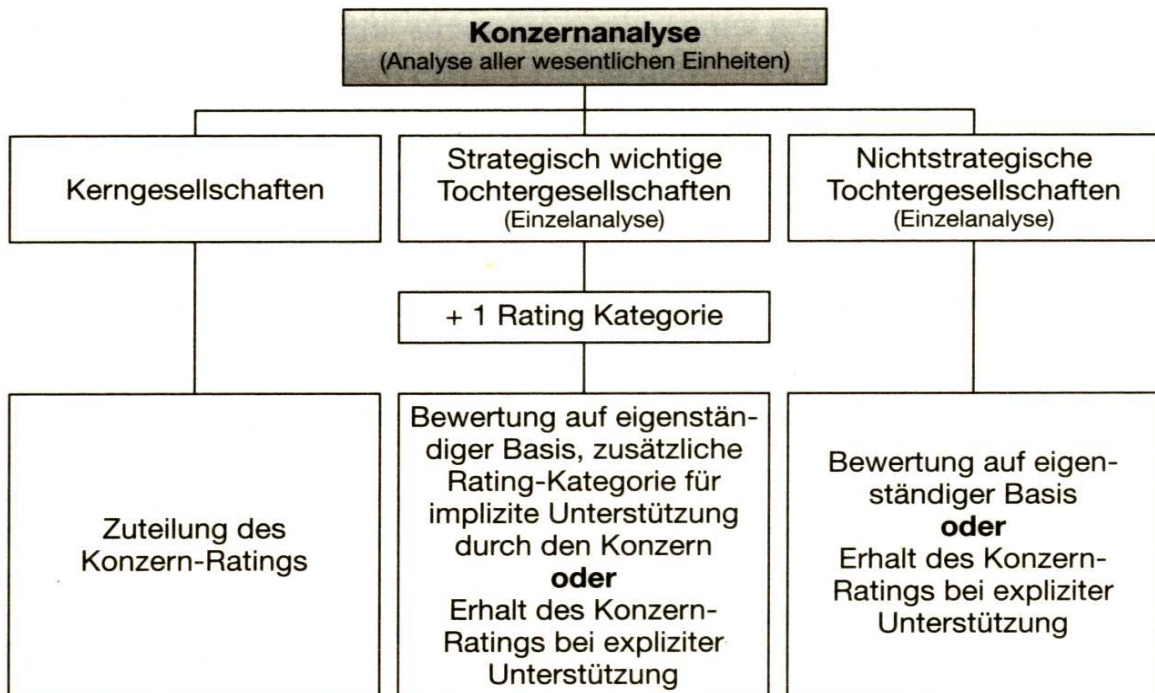 Konzernanalyse
(Analyse aller wesentlichen Einheiten)
Kerngesellschaften
Strategisch wichtige
Tochtergesellschaften
(Einzelanalyse)
Nichtstrategische
Tochtergesellschaften
(Einzelanalyse)
+ 1 Rating Kategorie
Zuteilung des
Konzern-Ratings
Bewertung auf eigenstän-
diger Basis, zusätzliche
Rating-Kategorie für
implizite Unterstützung
durch den Konzern
oder
Erhalt des Konzern-
Ratings bei expliziter
Unterstützung
Bewertung auf eigen-
ständiger Basis
oder
Erhalt des Konzern-
Ratings bei expliziter
Unterstützung